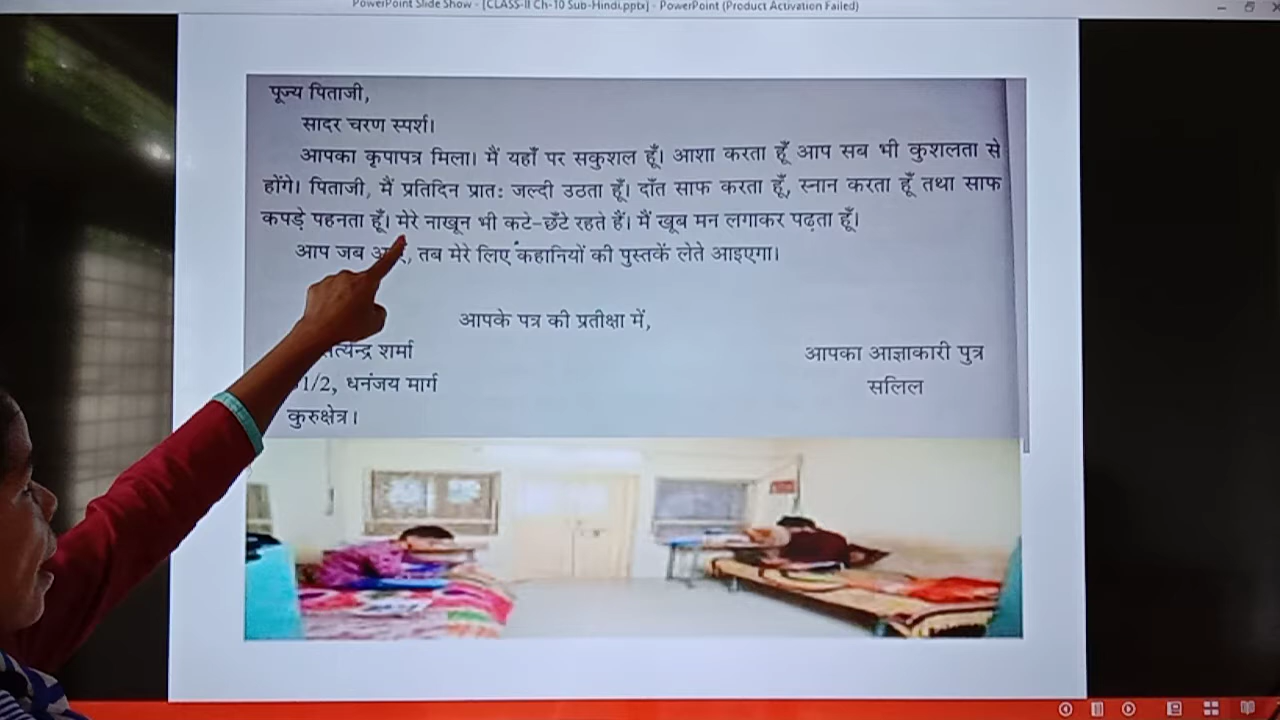 PowerPoint Slide Show - [CLASS-II Ch-10 Sub-Hindi.pptx] - PowerPoint (Product Activation Failed)
पूज्य पिताजी,
सादर चरण स्पर्श।
आपका कृपापत्र मिला। मैं यहाँ पर सकुशल हूँ। आशा करता हूँ आप सब भी कुशलता से
होंगे। पिताजी, मैं प्रतिदिन प्रातः जल्दी उठता हूँ। दाँत साफ करता हूँ, स्नान करता हूँ तथा साफ
कपड़े पहनता हूँ। मेरे नाखून भी कटे-छँटे रहते हैं। मैं खूब मन लगाकर पढ़ता हूँ।
आप जब तब मेरे लिए कहानियों की पुस्तकें लेते आइएगा।
आपके पत्र की प्रतीक्षा में,
शर्मा
आपका आज्ञाकारी पुत्र
1/2, धनंजय मार्ग
सलिल
कुरुक्षेत्र।